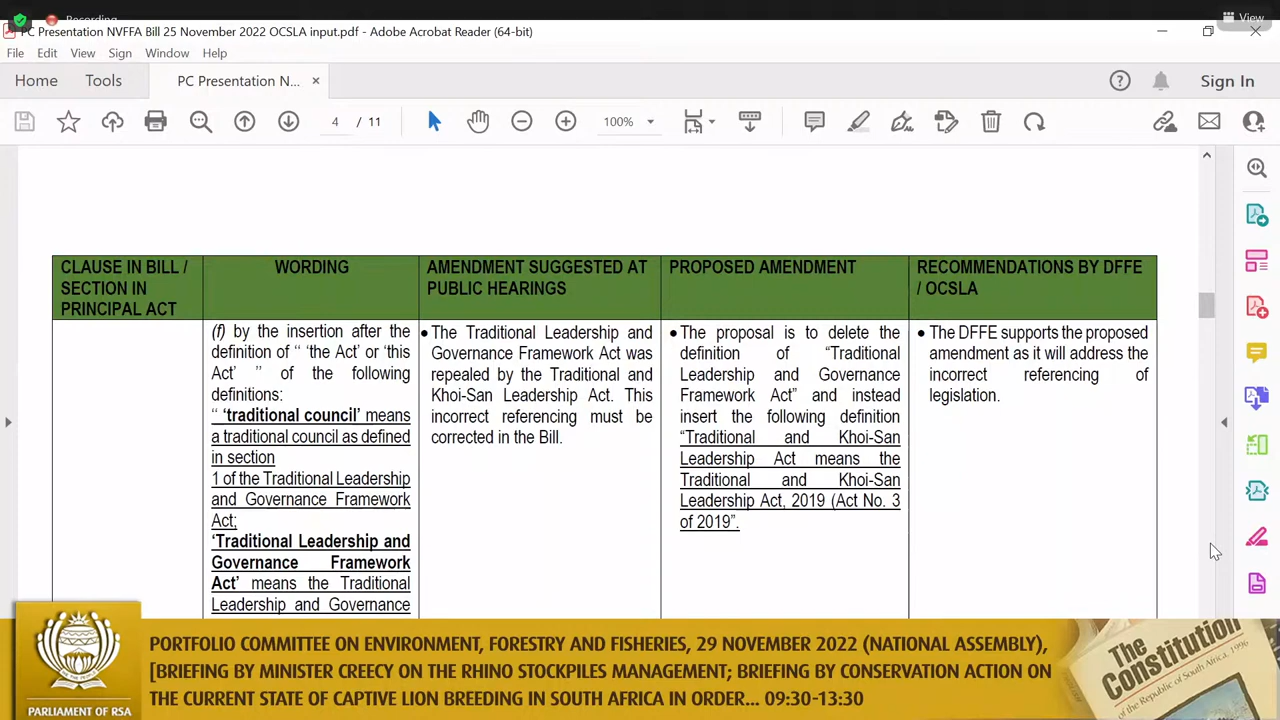 Recording
View
PC Presentation NVFFA Bill 25 November 2022 OCSLA input.pdf - Adobe Acrobat Reader (64-bit)
File Edit View Sign Window Help
Home Tools PC Presentation N... × Sign In
4 / 11 100%
CLAUSE IN BILL /
SECTION IN
PRINCIPAL ACT
WORDING
AMENDMENT SUGGESTED AT
PUBLIC HEARINGS
PROPOSED AMENDMENT
RECOMMENDATIONS BY DFFE
/ OCSLA
(f) by the insertion after the
definition of “ ‘the Act’ or ‘this
Act’ ” of the following
definitions:
“ ‘traditional council’ means
a traditional council as defined
in section
1 of the Traditional Leadership
and Governance Framework
Act;
‘Traditional Leadership and
Governance Framework
Act’ means the Traditional
Leadership and Governance
• The Traditional Leadership and
Governance Framework Act was
repealed by the Traditional and
Khoi-San Leadership Act. This
incorrect referencing must be
corrected in the Bill.
• The proposal is to delete the
definition of “Traditional
Leadership and Governance
Framework Act” and instead
insert the following definition
“Traditional and Khoi-San
Leadership Act means the
Traditional and Khoi-San
Leadership Act, 2019 (Act No. 3
of 2019”.
• The DFFE supports the proposed
amendment as it will address the
incorrect referencing of
legislation.
PARLIAMENT OF RSA
PORTFOLIO COMMITTEE ON ENVIRONMENT, FORESTRY AND FISHERIES, 29 NOVEMBER 2022 (NATIONAL ASSEMBLY),
[BRIEFING BY MINISTER CREECY ON THE RHINO STOCKPILES MANAGEMENT; BRIEFING BY CONSERVATION ACTION ON
THE CURRENT STATE OF CAPTIVE LION BREEDING IN SOUTH AFRICA IN ORDER... 09:30-13:30
The
Constitution
of the Republic of South Africa, 1996